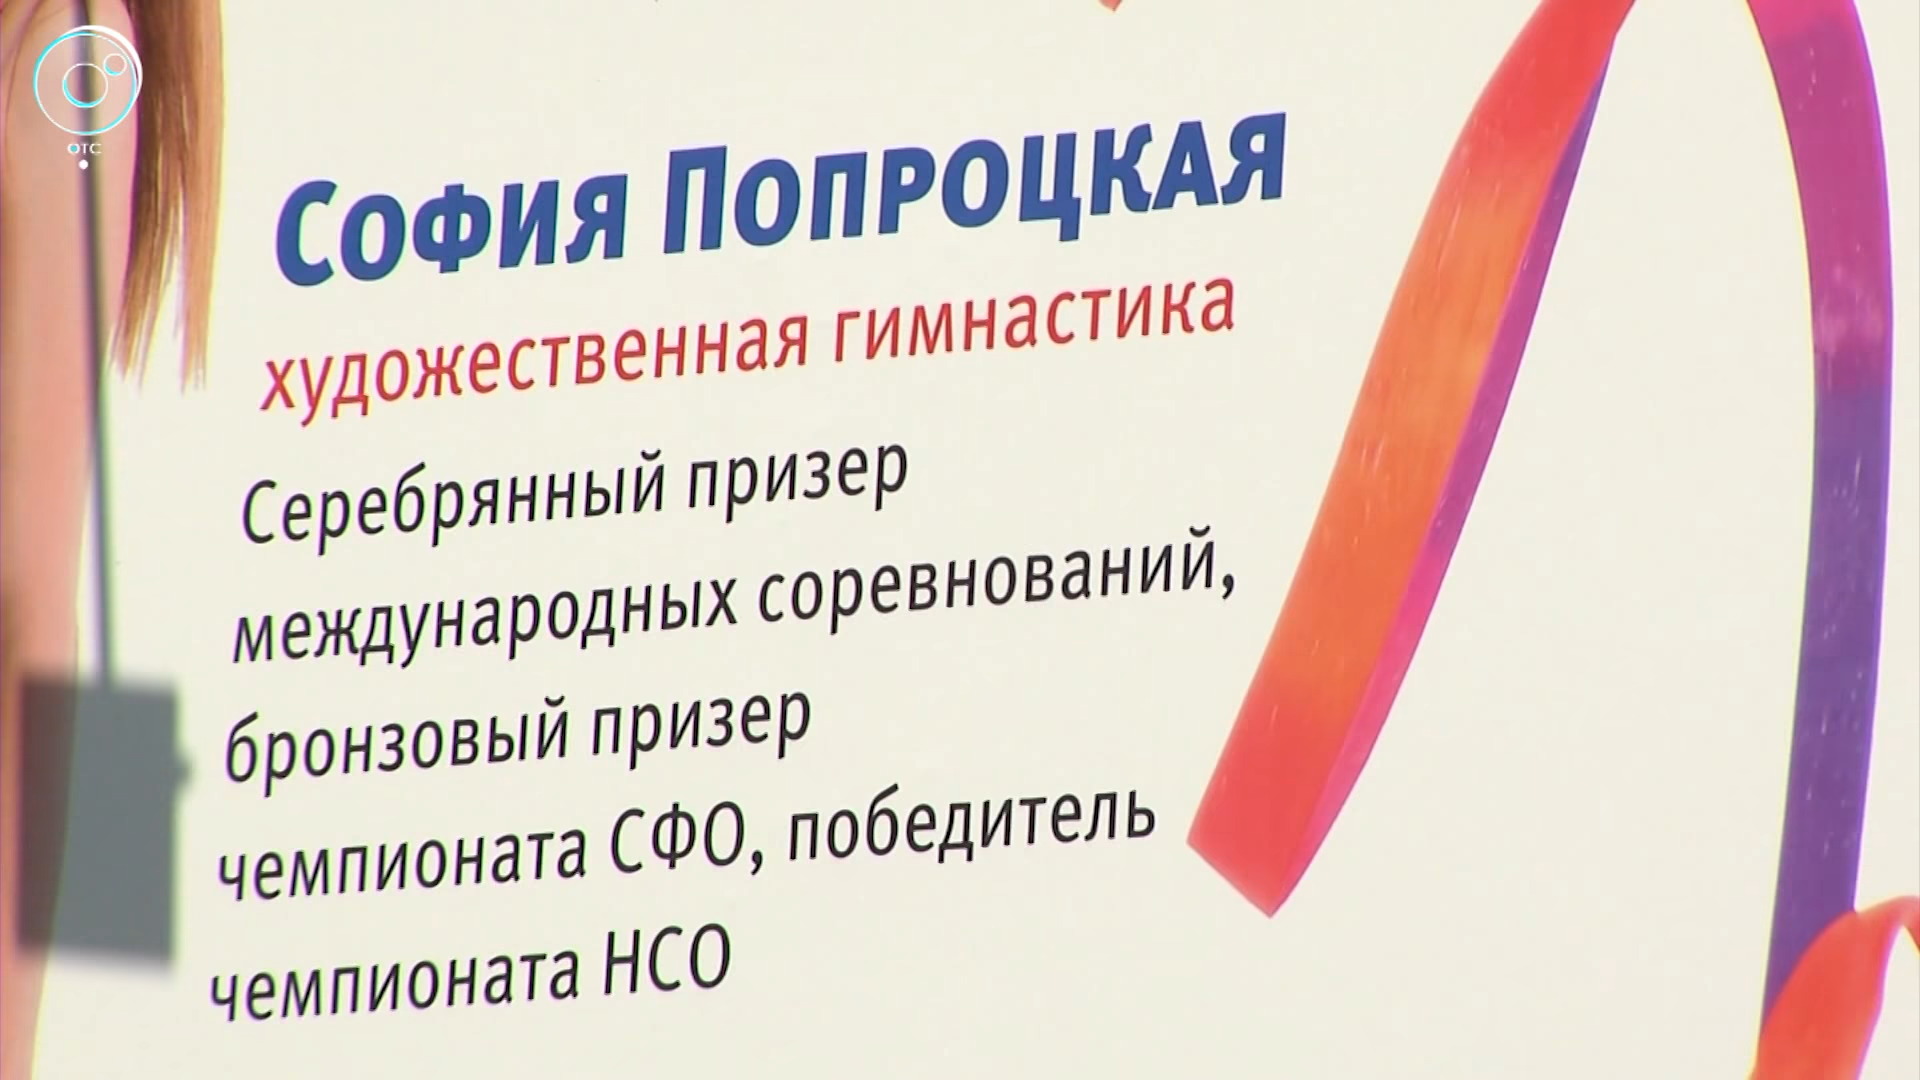 ОТС
София Попроцкая
художественная гимнастика
Серебрянный призер
международных соревнований,
бронзовый призер
чемпионата СФО, победитель
чемпионата НСО